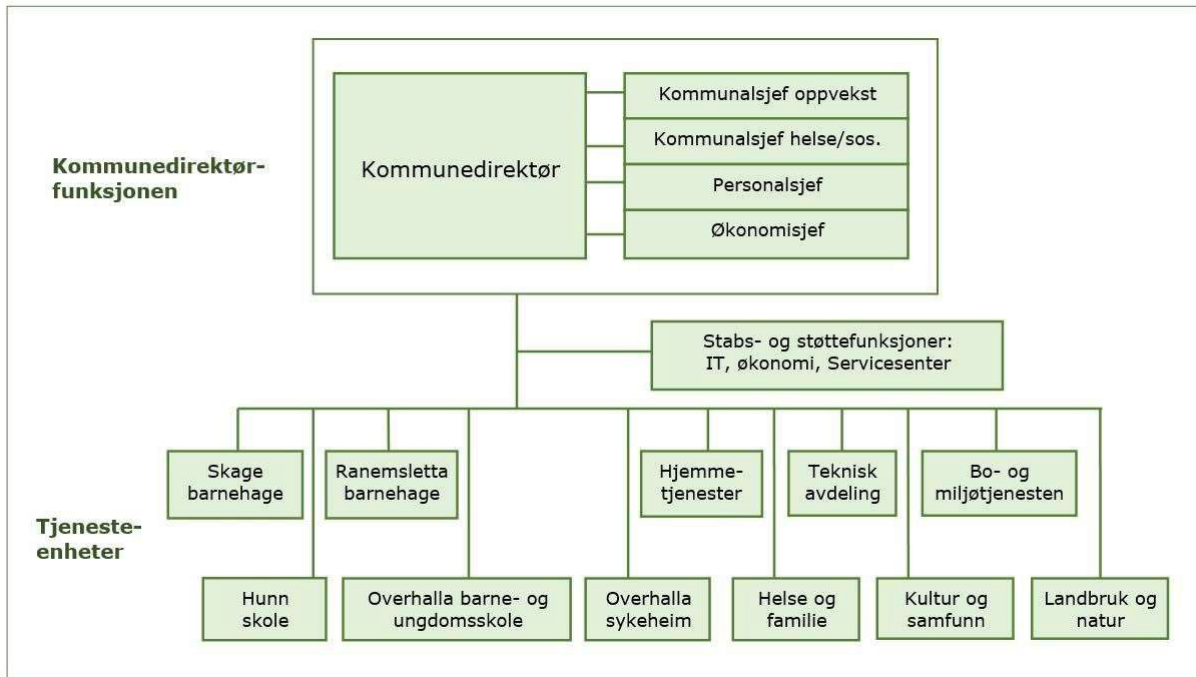 Kommunedirektør-
funksjonen
Kommunedirektør
Kommunalsjef oppvekst
Kommunalsjef helse/sos.
Personalsjef
Økonomisjef
Stabs- og støttefunksjoner:
IT, økonomi, Servicesenter
Tjeneste-
enheter
Skage
barnehage
Ranemsletta
barnehage
Hjemme-
tjenester
Teknisk
avdeling
Bo- og
miljøtjenesten
Hunn
skole
Overhalla barne- og
ungdomsskole
Overhalla
sykeheim
Helse og
familie
Kultur og
samfunn
Landbruk og
natur